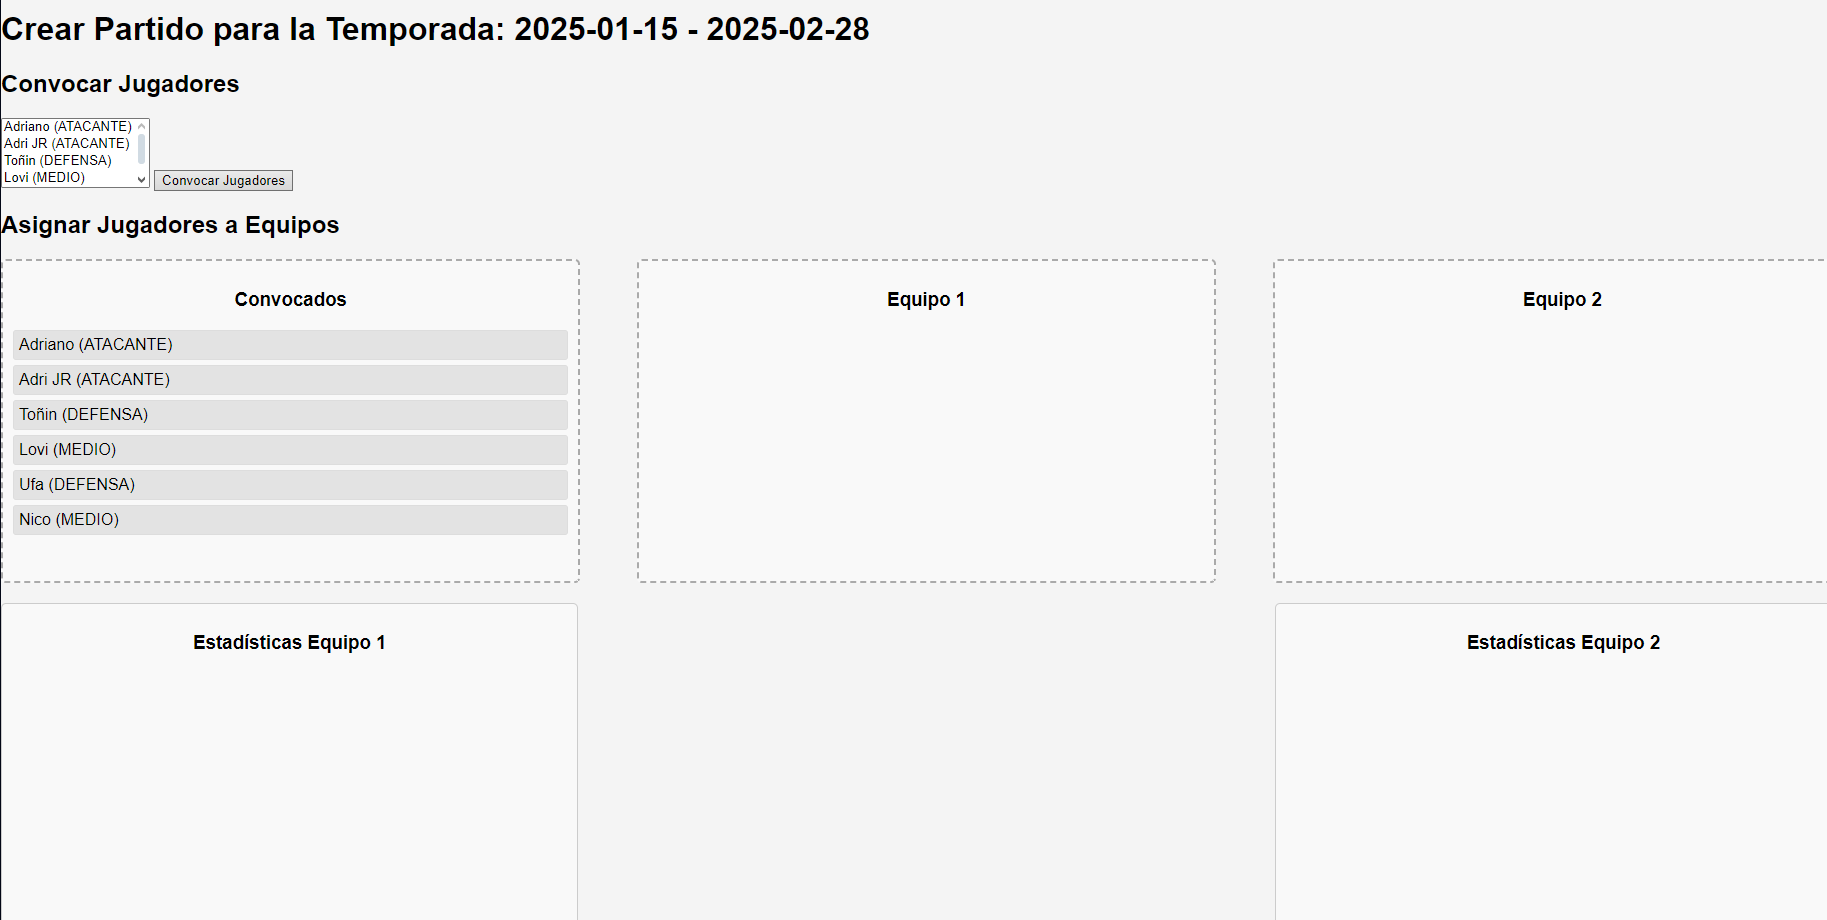 Crear Partido para la Temporada: 2025-01-15 - 2025-02-28
Convocar Jugadores
Adriano (ATACANTE)
Adri JR (ATACANTE)
Toñin (DEFENSA)
Lovi (MEDIO)
Convocar Jugadores
Asignar Jugadores a Equipos
Convocados
Adriano (ATACANTE)
Adri JR (ATACANTE)
Toñin (DEFENSA)
Lovi (MEDIO)
Ufa (DEFENSA)
Nico (MEDIO)
Equipo 1
Equipo 2
Estadísticas Equipo 1
Estadísticas Equipo 2